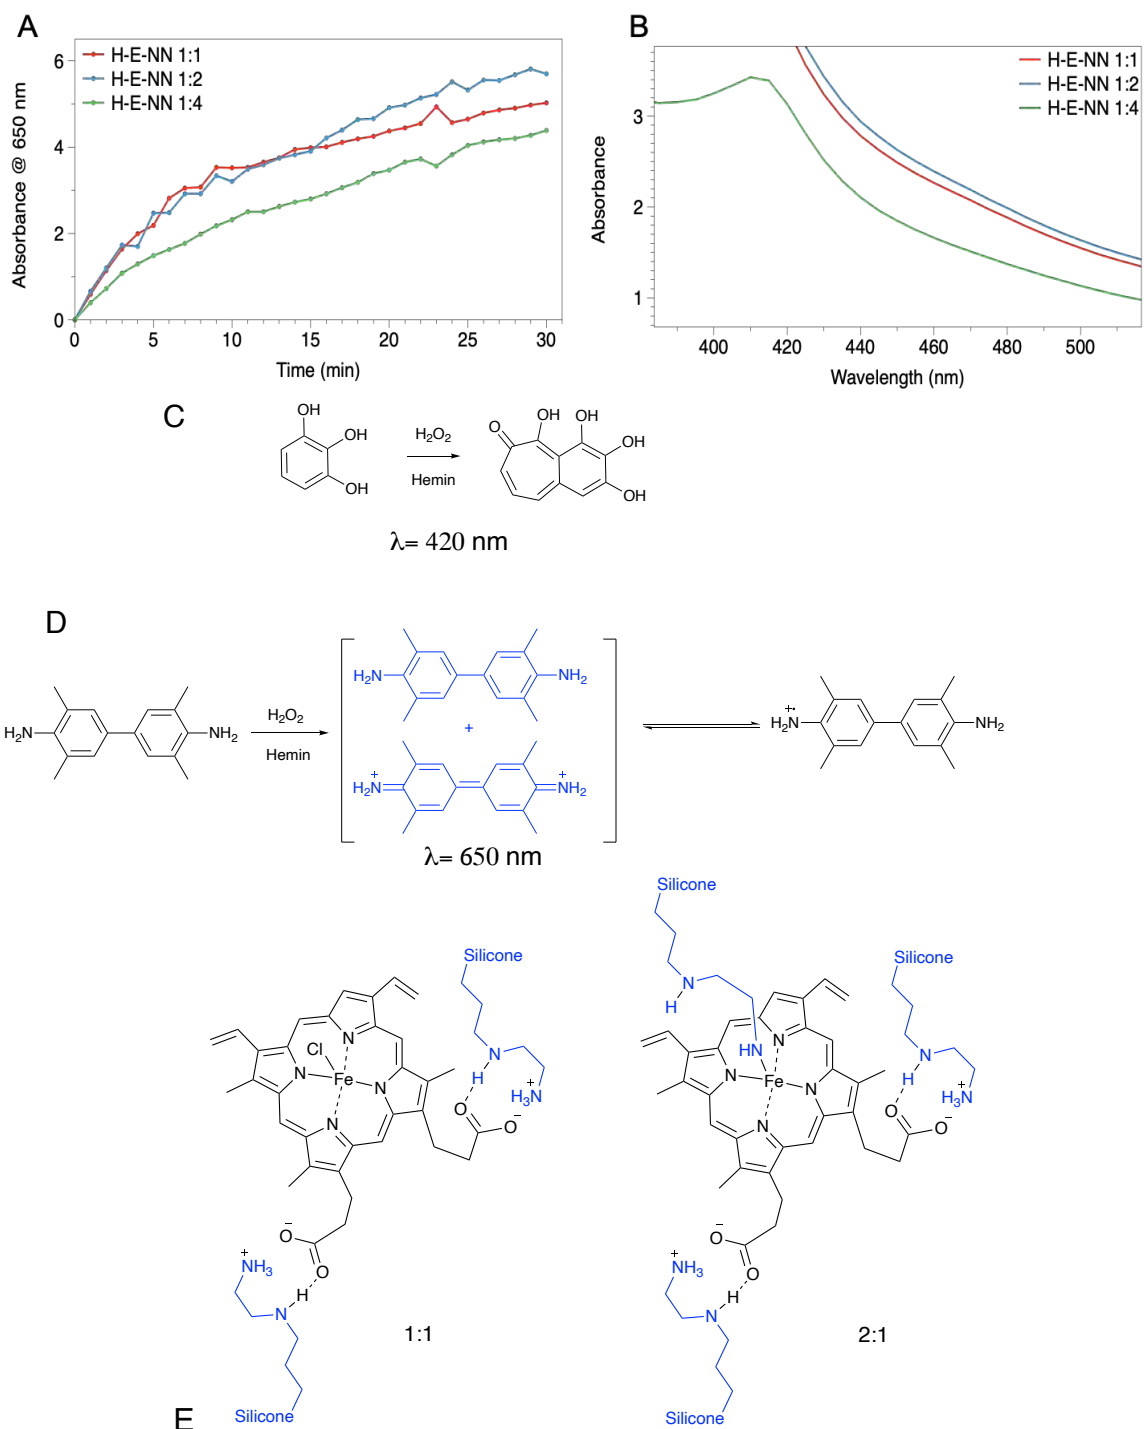 A
H-E-NN 1:1
H-E-NN 1:2
H-E-NN 1:4
Absorbance @ 650 nm
6
4
2
0
0 5 10 15 20 25 30
Time (min)
B
H-E-NN 1:1
H-E-NN 1:2
H-E-NN 1:4
Absorbance
3
2
1
400 420 440 460 480 500
Wavelength (nm)
C
OH
OH
OH
H₂O₂
Hemin
O
OH
OH
OH
OH
λ= 420 nm
D
H₂N
NH₂
H₂O₂
Hemin
H₂N
NH₂
+
H₂N⁺
NH₂⁺
λ= 650 nm
H₂N⁺•
NH₂
Silicone
N
H
H₃N⁺
Cl
N
N
Fe
N
N
O
O⁻
O⁻
O
NH₃⁺
H
N
Silicone
1:1
Silicone
N
H
HN
Silicone
N
H
H₃N⁺
N
N
Fe
N
N
O
O⁻
O⁻
O
NH₃⁺
H
N
Silicone
2:1
E